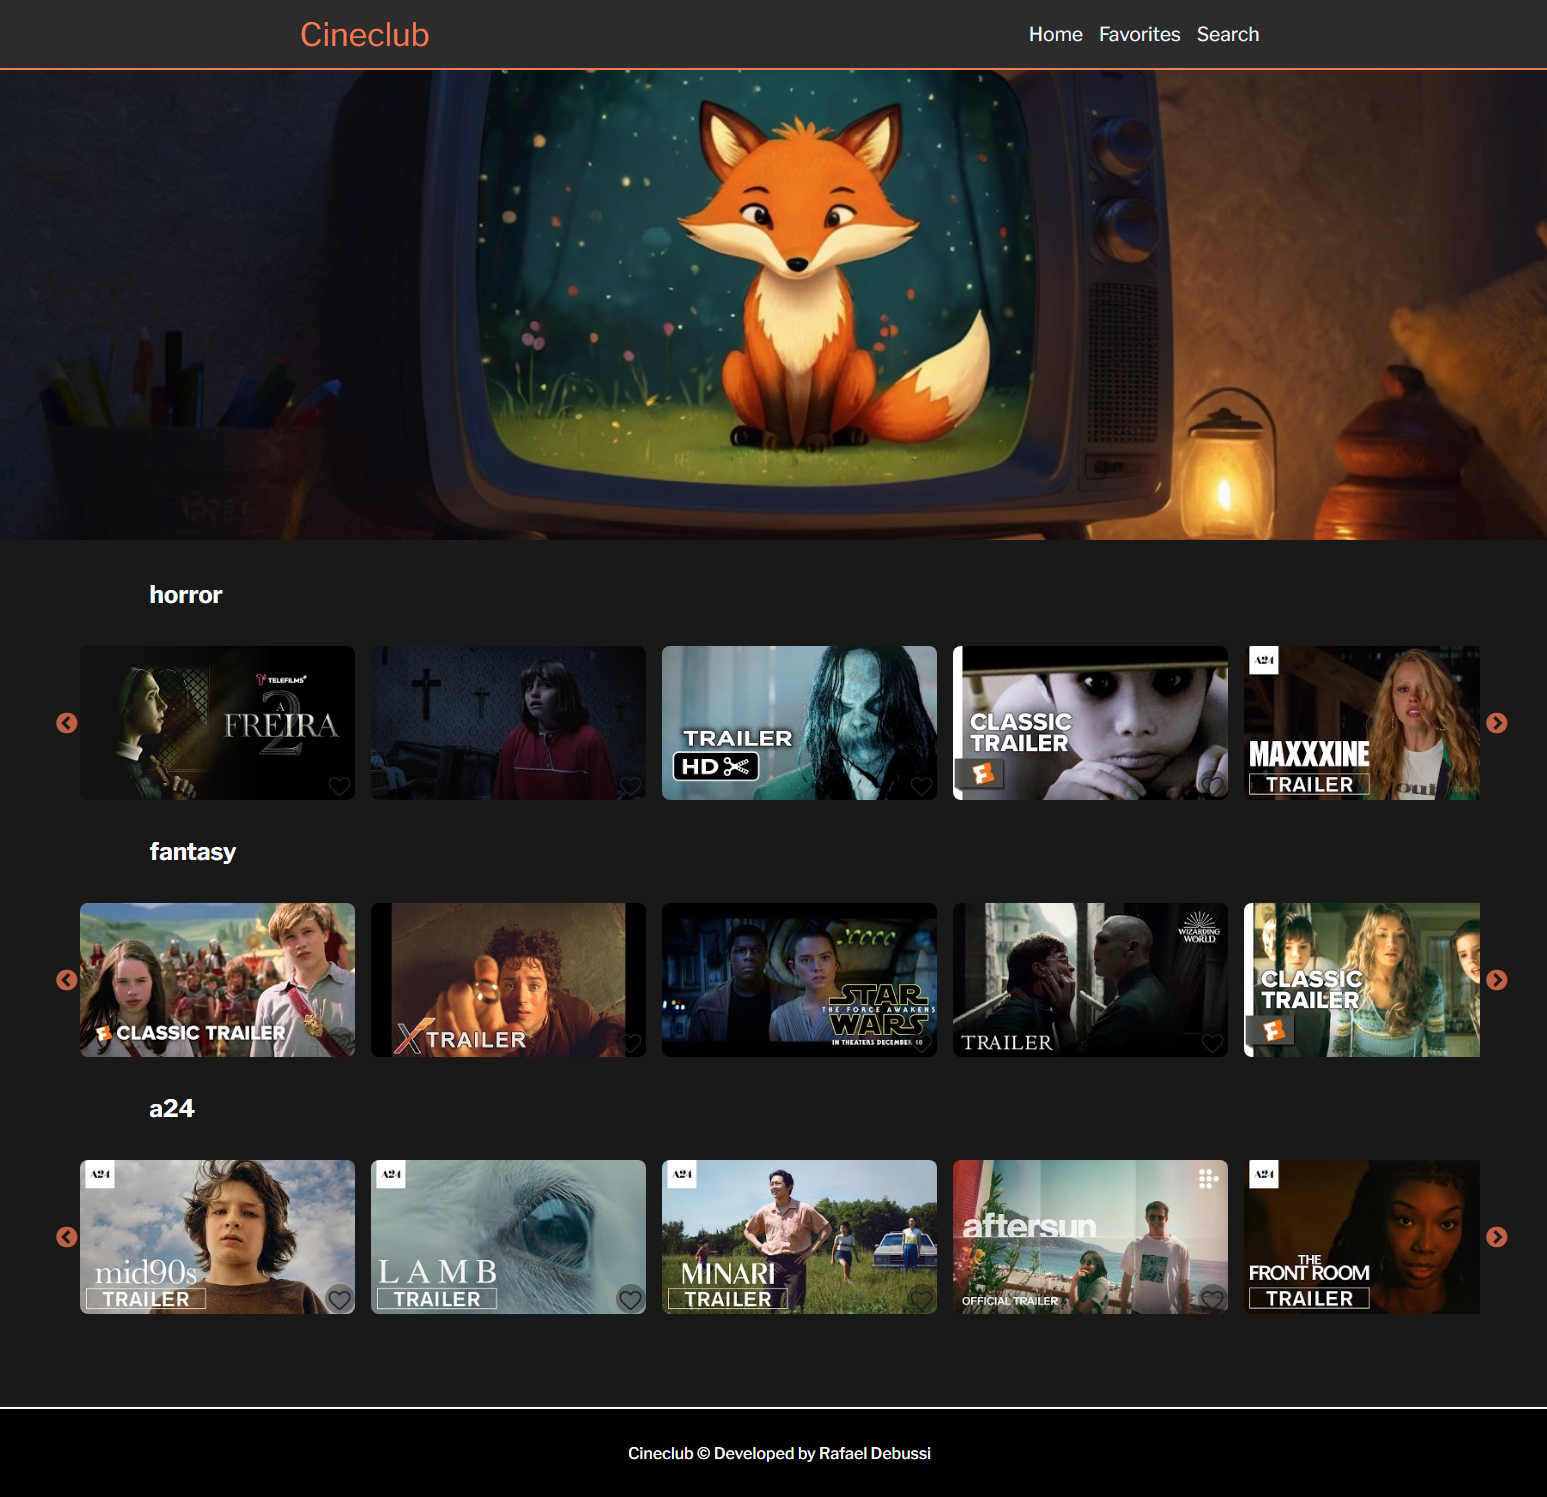 Cineclub
Home Favorites Search
horror
TELEFILMS
A
FREIRA
2
TRAILER
HD
CLASSIC
TRAILER
A24
MAXXXINE
TRAILER
fantasy
CLASSIC TRAILER
X TRAILER
STAR
THE FORCE AWAKENS
WARS
IN THEATERS DECEMBER 18
WIZARDING
WORLD
TRAILER
CLASSIC
TRAILER
a24
A24
mid90s
TRAILER
A24
LAMB
TRAILER
A24
MINARI
TRAILER
aftersun
OFFICIAL TRAILER
A24
THE
FRONT ROOM
TRAILER
Cineclub © Developed by Rafael Debussi